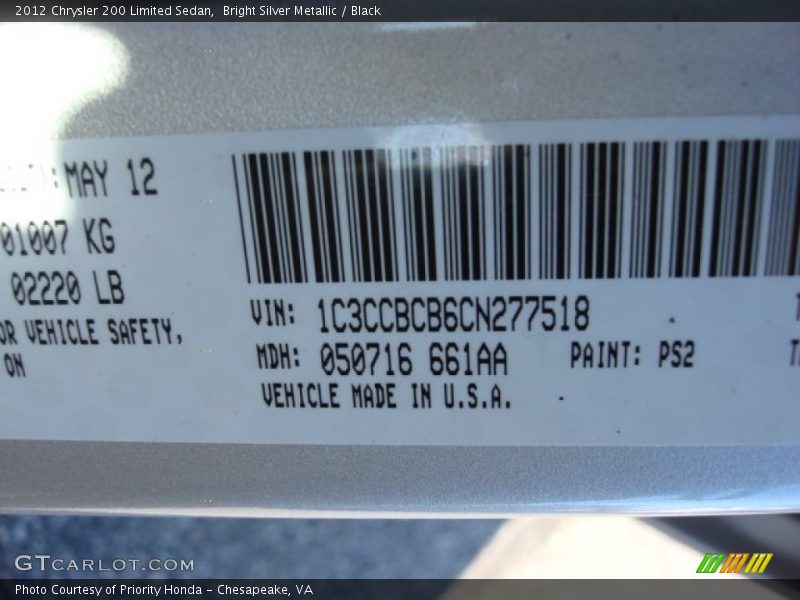 2012 Chrysler 200 Limited Sedan,  Bright Silver Metallic / Black
MAY 12
01007 KG
02220 LB
OR VEHICLE SAFETY,
ON
VIN: 1C3CCBCB6CN277518
MDH: 050716 661AA PAINT: PS2
VEHICLE MADE IN U.S.A.
GTCARLOT.COM
Photo Courtesy of Priority Honda - Chesapeake, VA